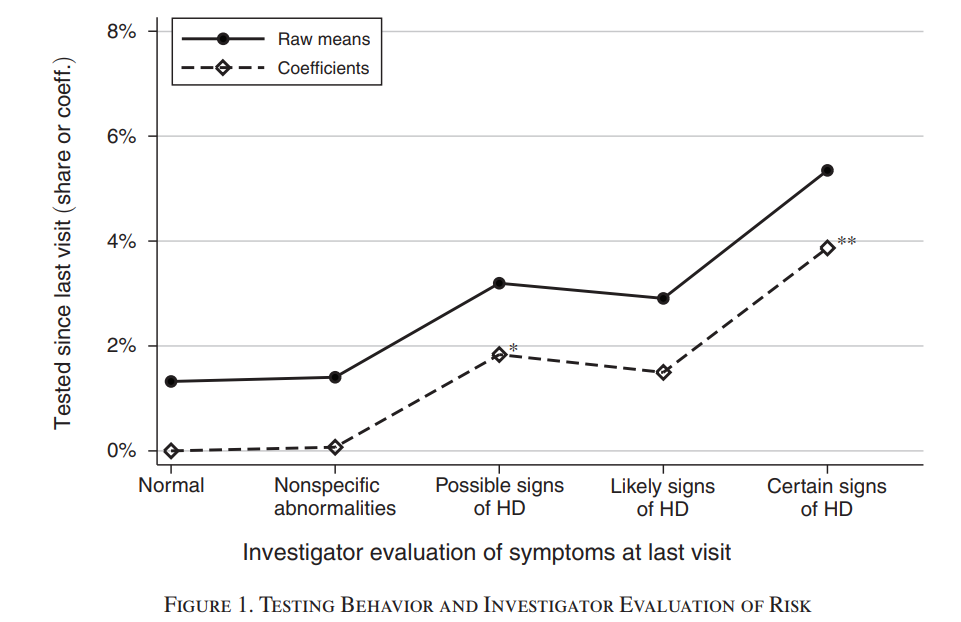 8%
6%
4%
2%
0%
Tested since last visit (share or coeff.)
Raw means
Coefficients
*
**
Normal
Nonspecific
abnormalities
Possible signs
of HD
Likely signs
of HD
Certain signs
of HD
Investigator evaluation of symptoms at last visit
Figure 1. Testing Behavior and Investigator Evaluation of Risk